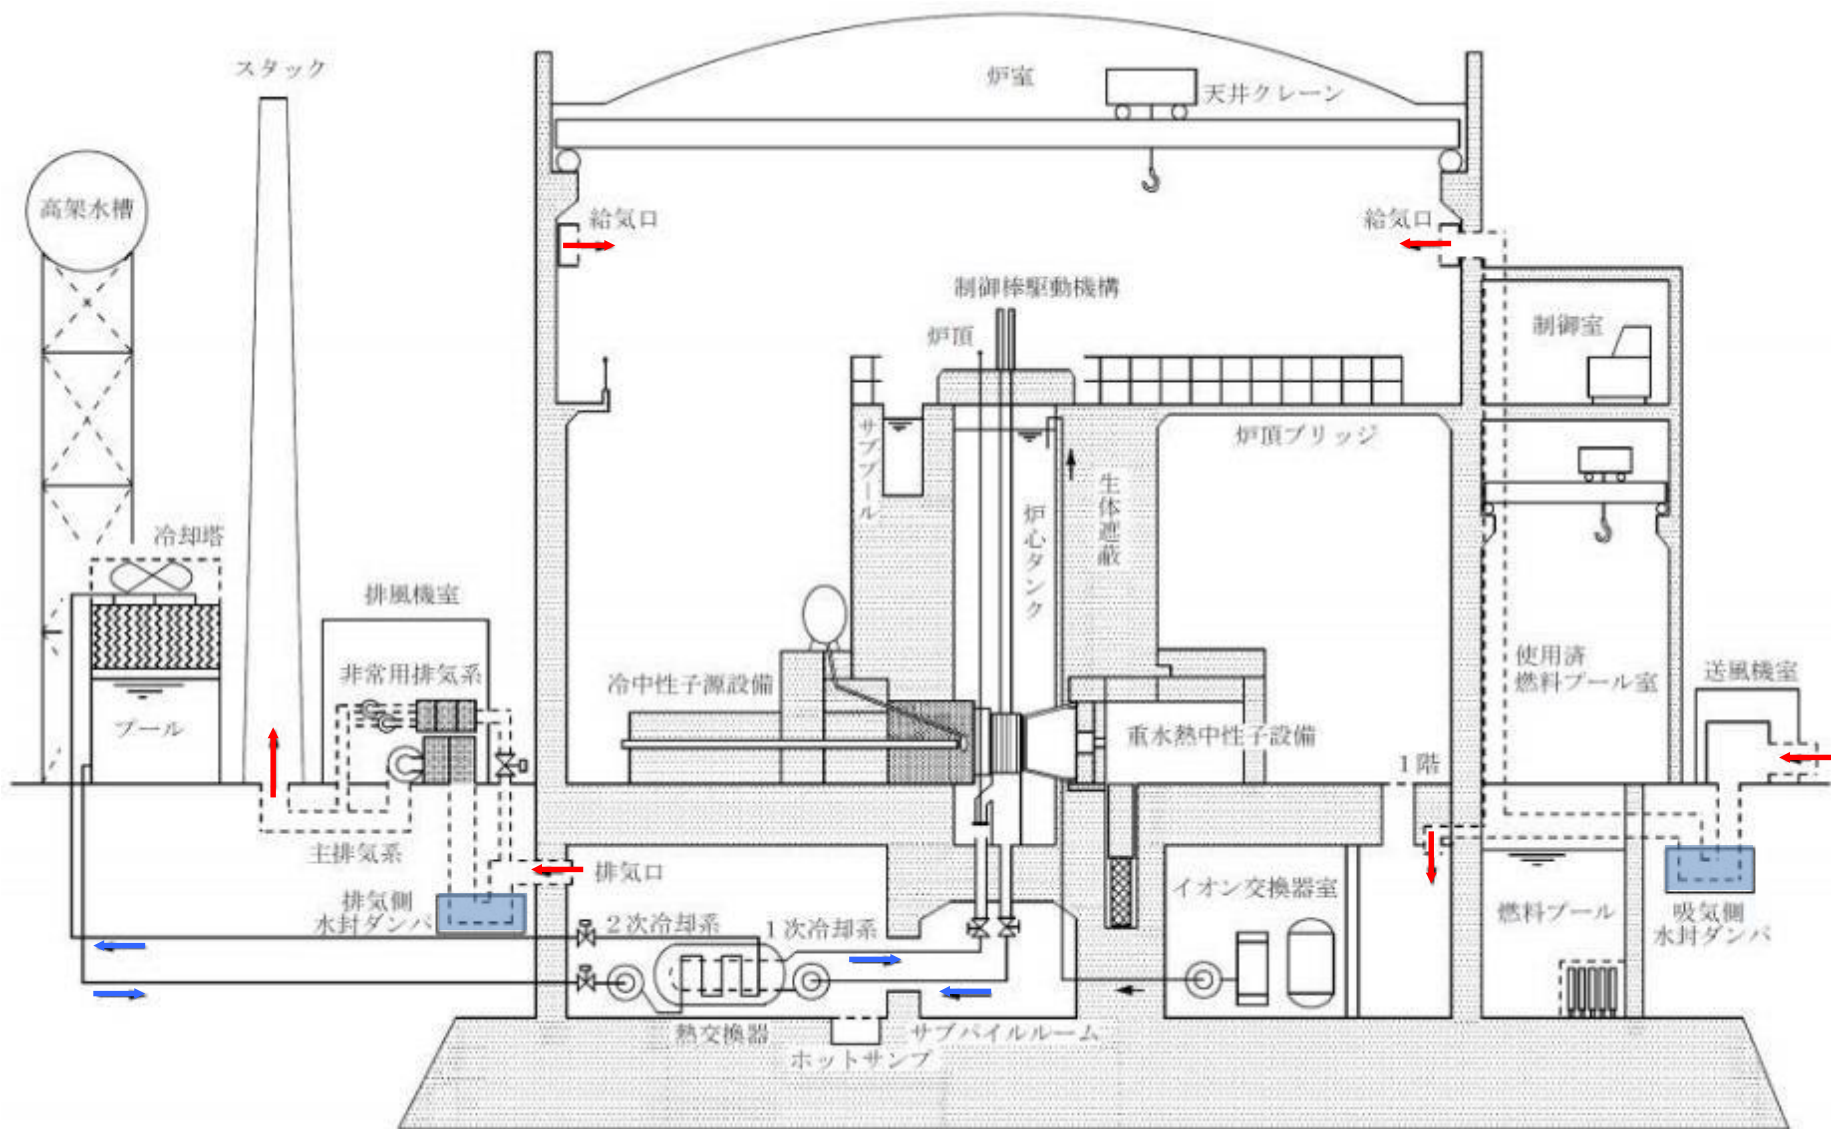 スタック
炉室
天井クレーン
高架水槽
給気口
給気口
制御棒駆動機構
炉頂
制御室
サブプール
炉頂ブリッジ
生体遮蔽
炉心タンク
冷却塔
排風機室
非常用排気系
冷中性子源設備
プール
重水熱中性子設備
使用済
燃料プール室
送風機室
1階
主排気系
排気口
排気側
水封ダンパ
イオン交換器室
燃料プール
吸気側
水封ダンパ
2次冷却系
1次冷却系
熱交換器
サブパイルルーム
ホットサンプ